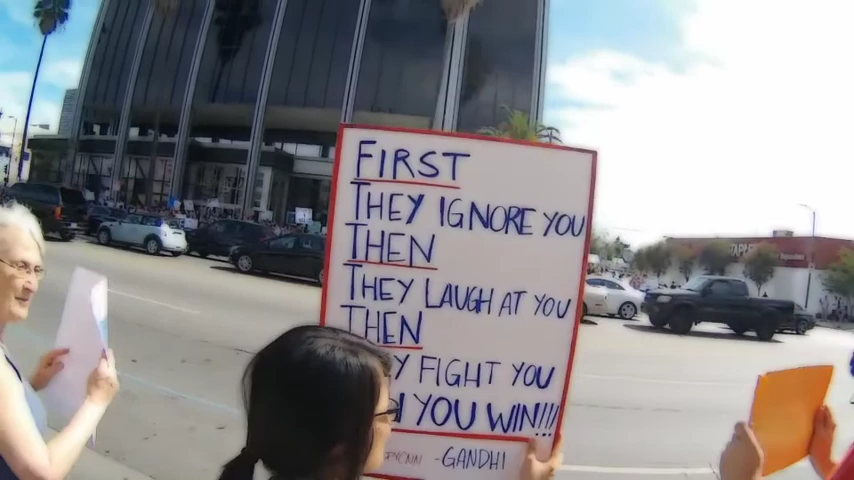 FIRST
THEY IGNORE YOU
THEN
THEY LAUGH AT YOU
THEN
FIGHT YOU
YOU WIN!!!
-GANDHI